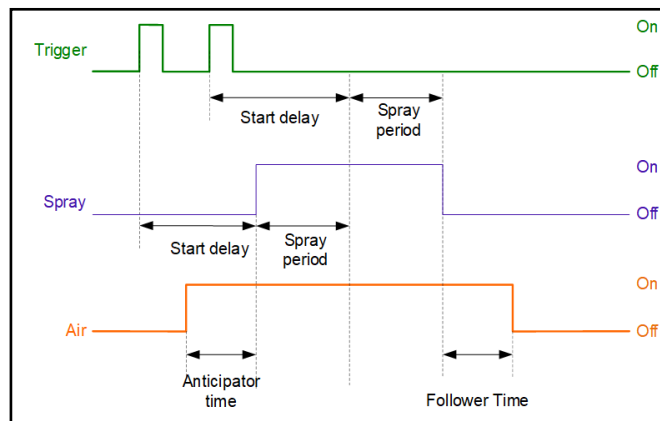 On
Trigger
Off
Start delay
Spray
period
On
Spray
Off
Start delay
Spray
period
On
Air
Off
Anticipator
time
Follower Time